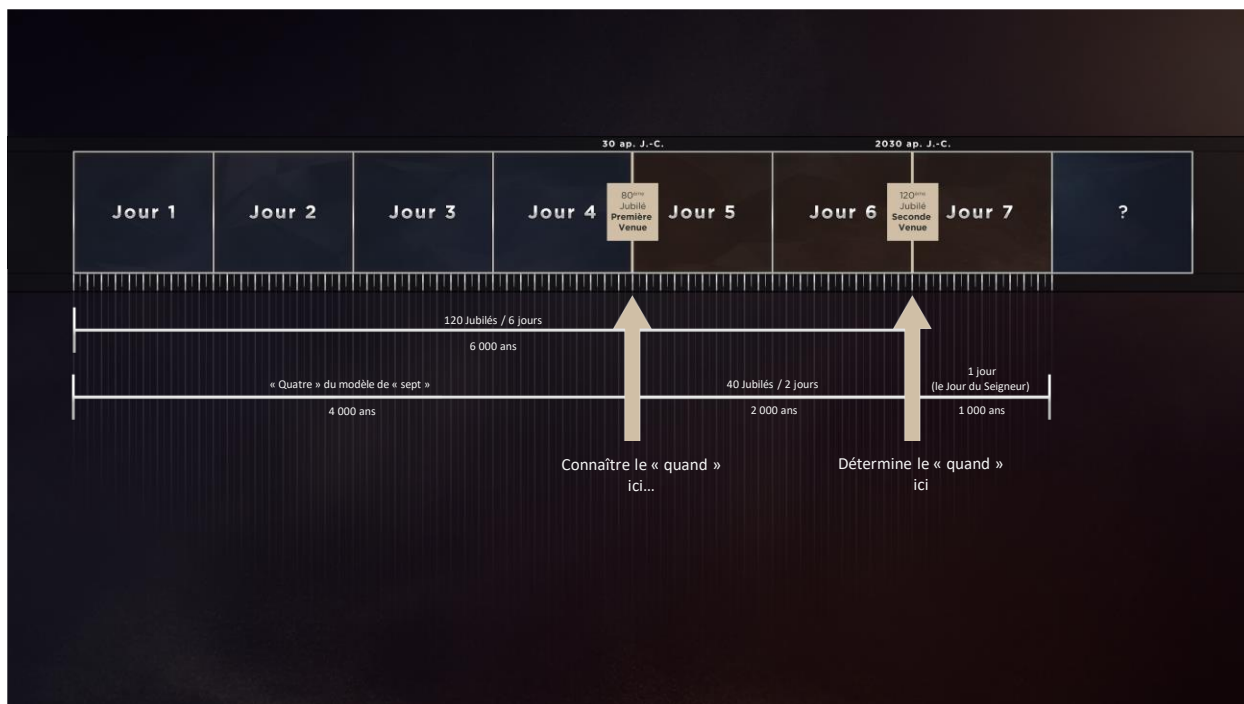 30 ap. J.-C.
2030 ap. J.-C.
Jour 1
Jour 2
Jour 3
Jour 4
80ème
Jubilé
Première
Venue
Jour 5
Jour 6
120ème
Jubilé
Seconde
Venue
Jour 7
?
120 Jubilés / 6 jours
6 000 ans
« Quatre » du modèle de « sept »
4 000 ans
40 Jubilés / 2 jours
2 000 ans
1 jour
(le Jour du Seigneur)
1 000 ans
Connaître le « quand »
ici…
Détermine le « quand »
ici